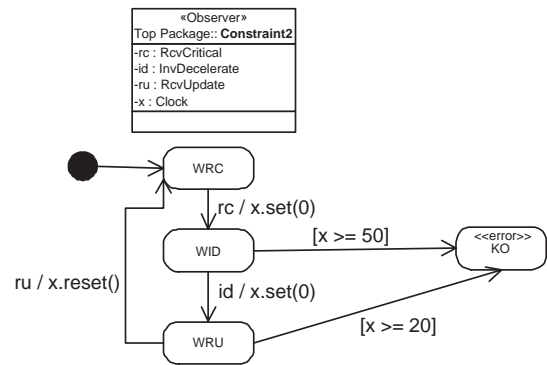 «Observer»
Top Package:: Constraint2
-rc : RcvCritical
-id : InvDecelerate
-ru : RcvUpdate
-x : Clock
WRC
rc / x.set(0)
WID
[x >= 50]
<<error>>
KO
ru / x.reset()
id / x.set(0)
WRU
[x >= 20]